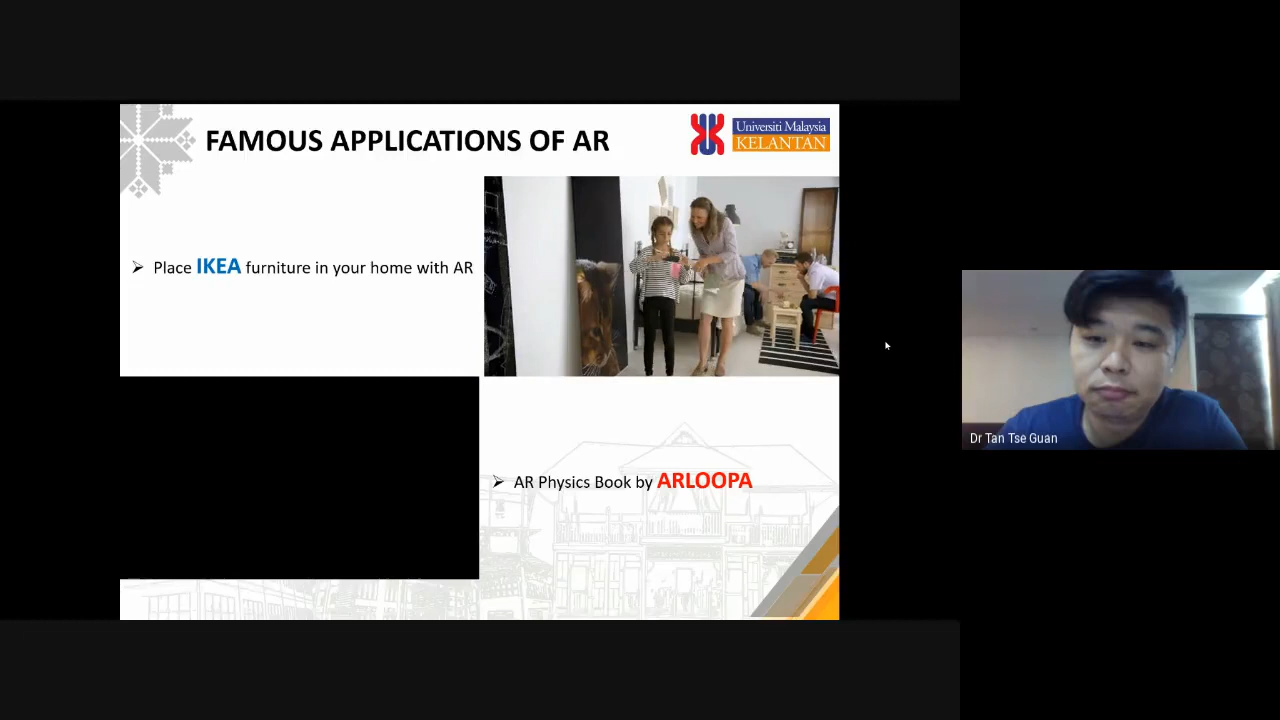 FAMOUS APPLICATIONS OF AR
Universiti Malaysia
KELANTAN
➢ Place IKEA furniture in your home with AR
➢ AR Physics Book by ARLOOPA
Dr Tan Tse Guan